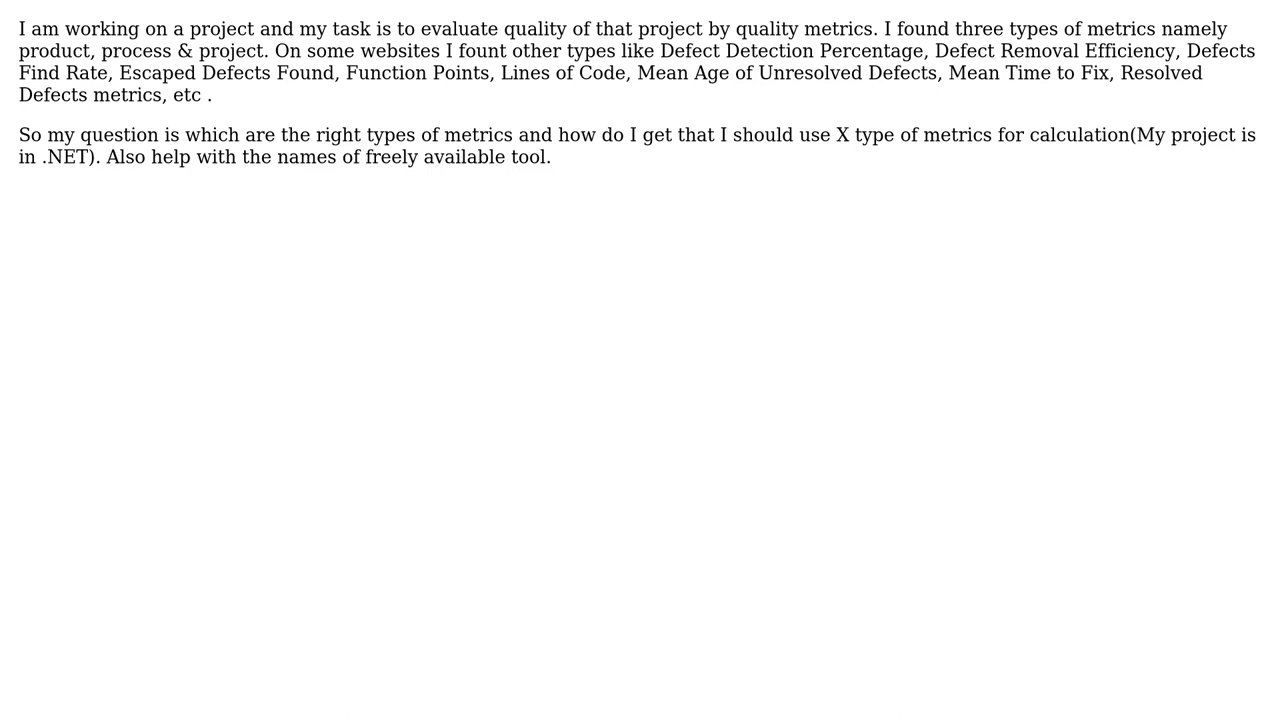 I am working on a project and my task is to evaluate quality of that project by quality metrics. I found three types of metrics namely
product, process & project. On some websites I fount other types like Defect Detection Percentage, Defect Removal Efficiency, Defects
Find Rate, Escaped Defects Found, Function Points, Lines of Code, Mean Age of Unresolved Defects, Mean Time to Fix, Resolved
Defects metrics, etc .
So my question is which are the right types of metrics and how do I get that I should use X type of metrics for calculation(My project is
in .NET). Also help with the names of freely available tool.